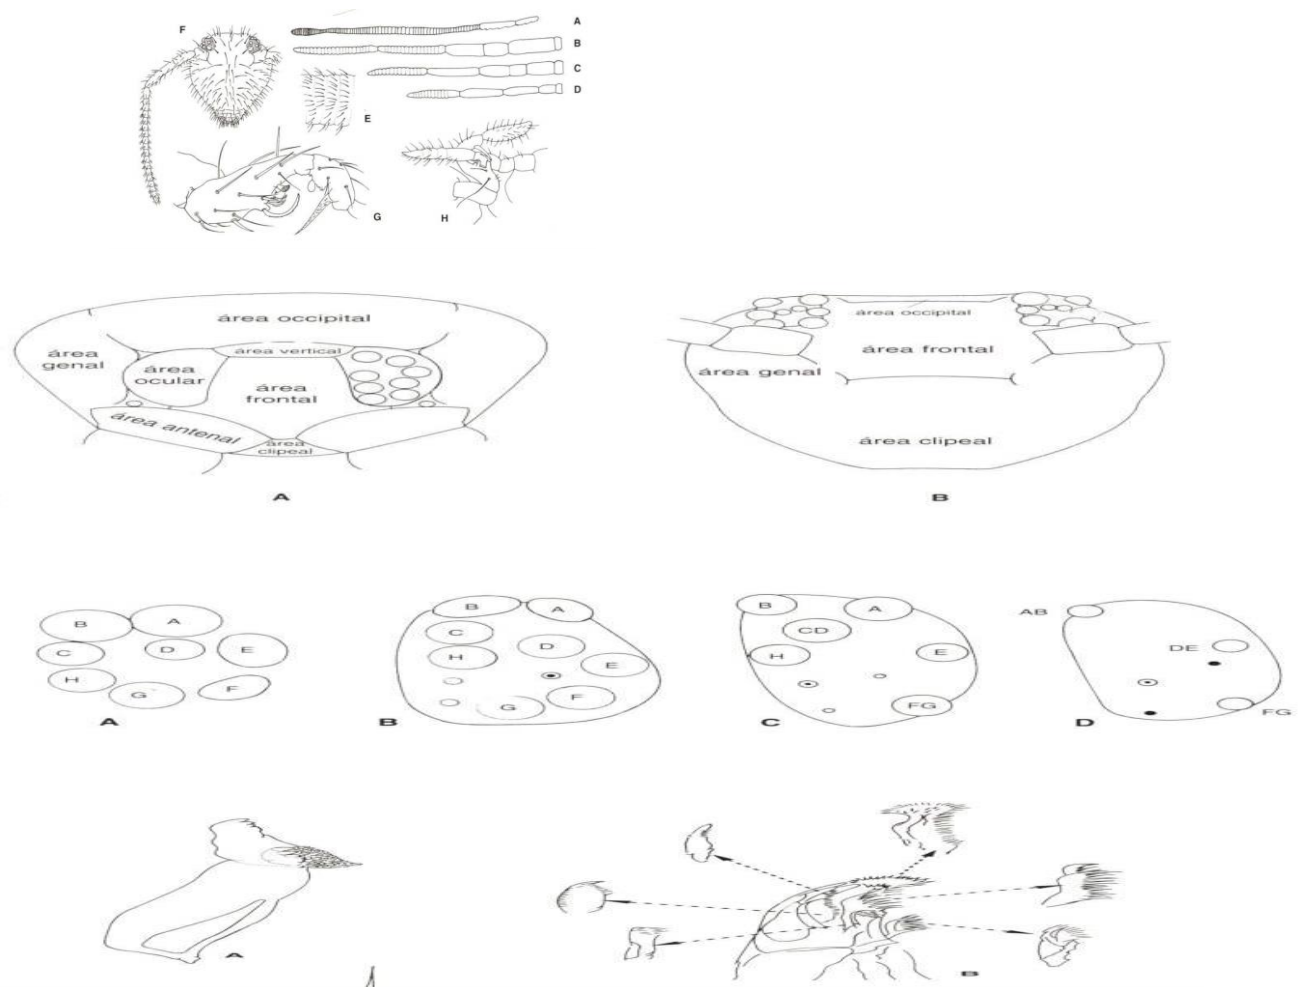 F
A
B
C
D
E
G
H
área occipital
área genal
área vertical
área ocular
área frontal
área antenal
área clipeal
A
área occipital
área frontal
área genal
área clipeal
B
B
A
C
D
E
H
G
F
A
B
A
C
D
H
E
G
F
B
B
A
CD
H
E
FG
C
AB
DE
FG
D
A
B